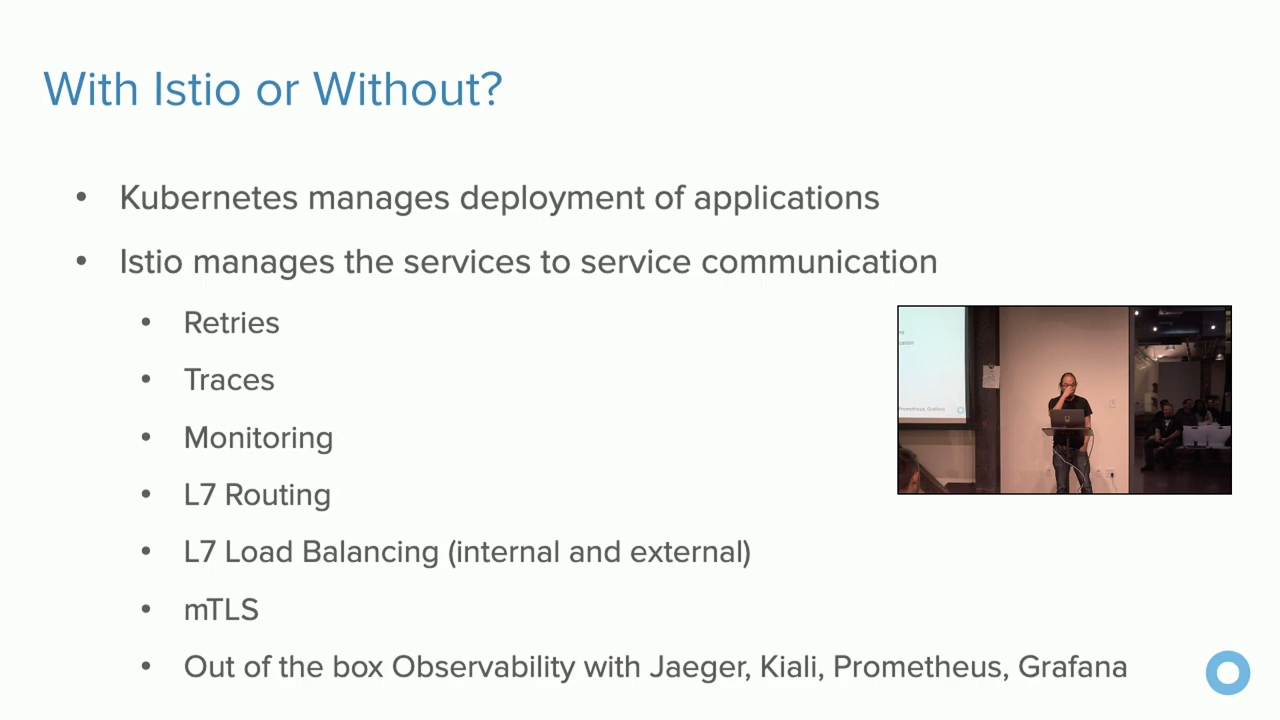 With Istio or Without?
• Kubernetes manages deployment of applications
• Istio manages the services to service communication
• Retries
• Traces
• Monitoring
• L7 Routing
• L7 Load Balancing (internal and external)
• mTLS
• Out of the box Observability with Jaeger, Kiali, Prometheus, Grafana
Prometheus, Grafana